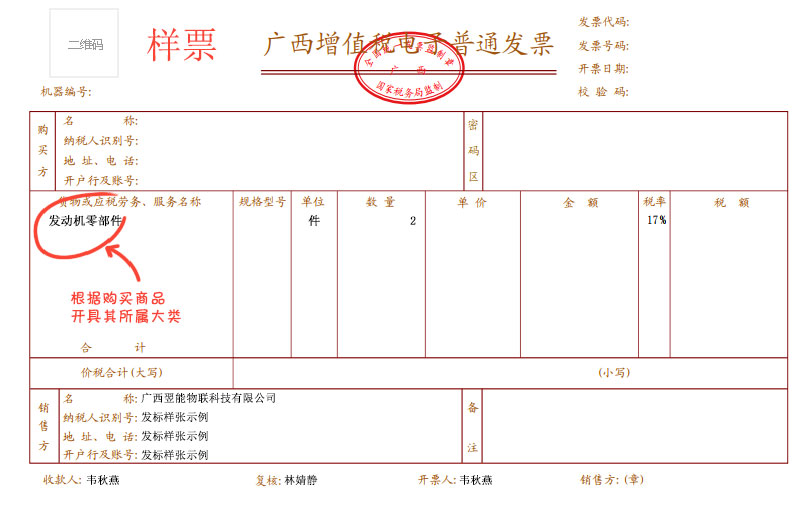 二维码
样票
广西增值税电子普通发票
全国统一发票监制章
广 西
国家税务局监制
发票代码:
发票号码:
开票日期:
校 验 码:
机器编号:
购买方
名 称:
纳税人识别号:
地 址、电 话:
开户行及账号:
密码区
货物或应税劳务、服务名称 规格型号 单位 数 量 单 价 金 额 税率 税 额
发动机零部件 件 2 17%
根据购买商品
开具其所属大类
合 计
价税合计(大写) (小写)
销售方
名 称: 广西翌能物联科技有限公司
纳税人识别号: 发标样张示例
地 址、电 话: 发标样张示例
开户行及账号: 发标样张示例
备注
收款人: 韦秋燕 复核: 林婧静 开票人: 韦秋燕 销售方: (章)